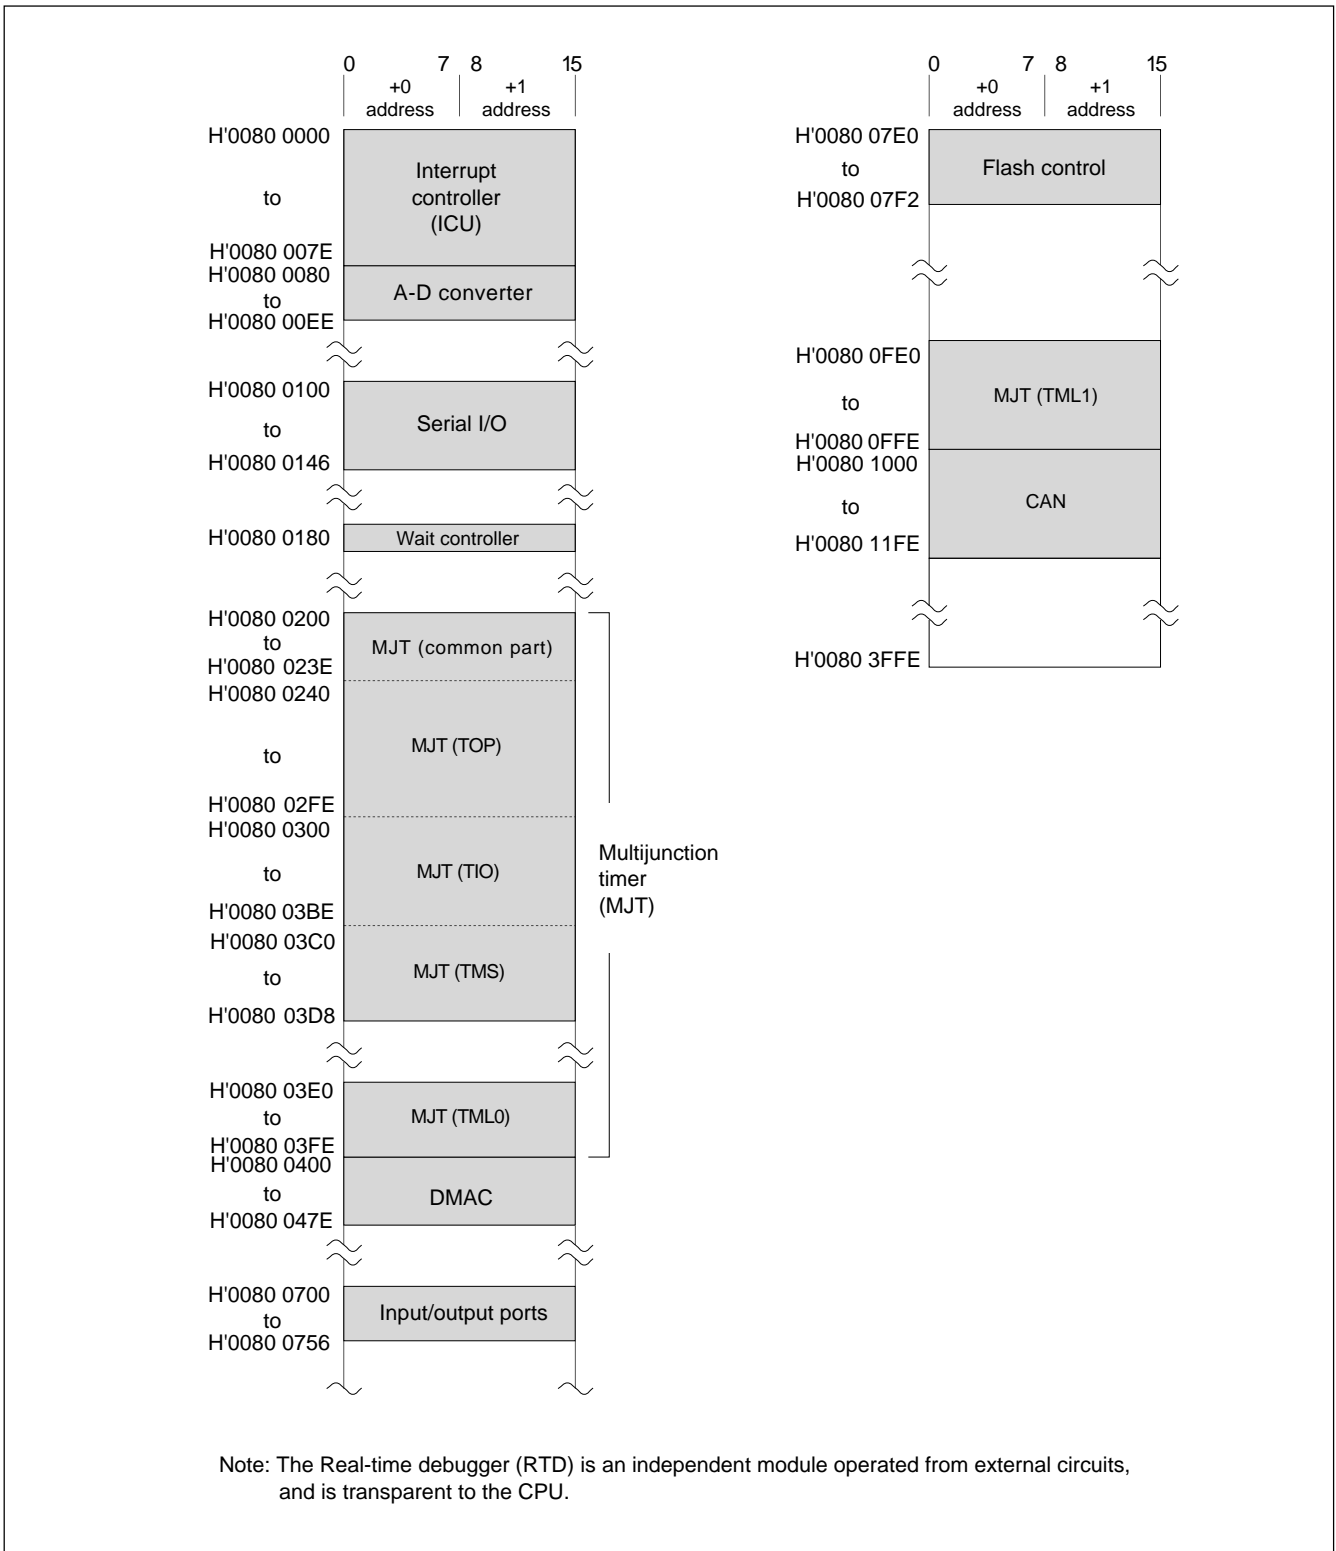 0 7 8 15
+0 address +1 address
H'0080 0000
to
H'0080 007E
Interrupt
controller
(ICU)
H'0080 0080
to
H'0080 00EE
A-D converter
H'0080 0100
to
H'0080 0146
Serial I/O
H'0080 0180
Wait controller
H'0080 0200
to
H'0080 023E
MJT (common part)
H'0080 0240
to
H'0080 02FE
MJT (TOP)
H'0080 0300
to
H'0080 03BE
MJT (TIO)
H'0080 03C0
to
H'0080 03D8
MJT (TMS)
H'0080 03E0
to
H'0080 03FE
MJT (TML0)
Multijunction
timer
(MJT)
H'0080 0400
to
H'0080 047E
DMAC
H'0080 0700
to
H'0080 0756
Input/output ports
0 7 8 15
+0 address +1 address
H'0080 07E0
to
H'0080 07F2
Flash control
H'0080 0FE0
to
H'0080 0FFE
MJT (TML1)
H'0080 1000
to
H'0080 11FE
CAN
H'0080 3FFE
Note: The Real-time debugger (RTD) is an independent module operated from external circuits,
and is transparent to the CPU.